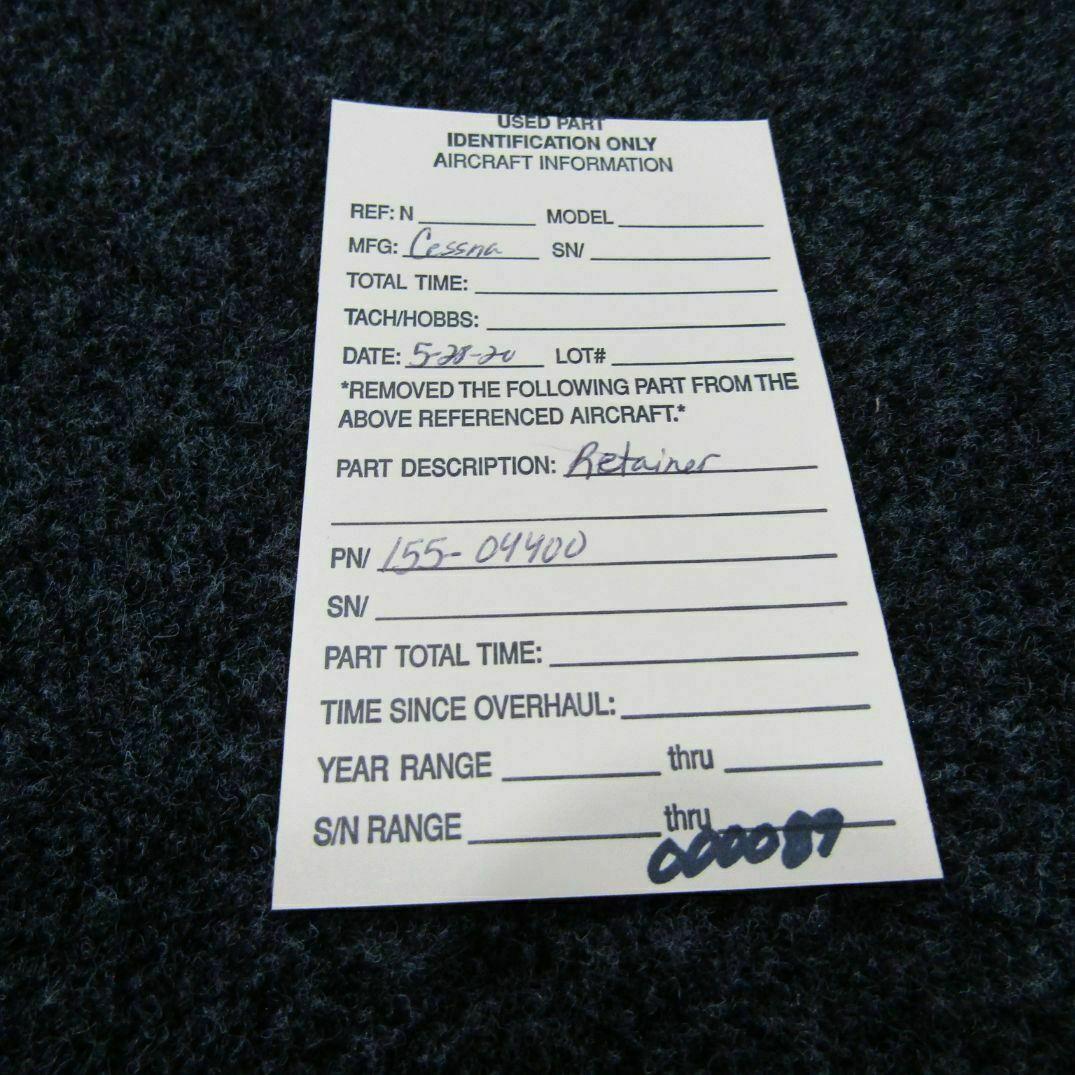 USED PART
IDENTIFICATION ONLY
AIRCRAFT INFORMATION
REF: N MODEL
MFG: Cessna SN/
TOTAL TIME:
TACH/HOBBS:
DATE: 5-28-20 LOT#
*REMOVED THE FOLLOWING PART FROM THE
ABOVE REFERENCED AIRCRAFT.*
PART DESCRIPTION: Retainer
PN/ 155-04400
SN/
PART TOTAL TIME:
TIME SINCE OVERHAUL:
YEAR RANGE thru
S/N RANGE thru
000089